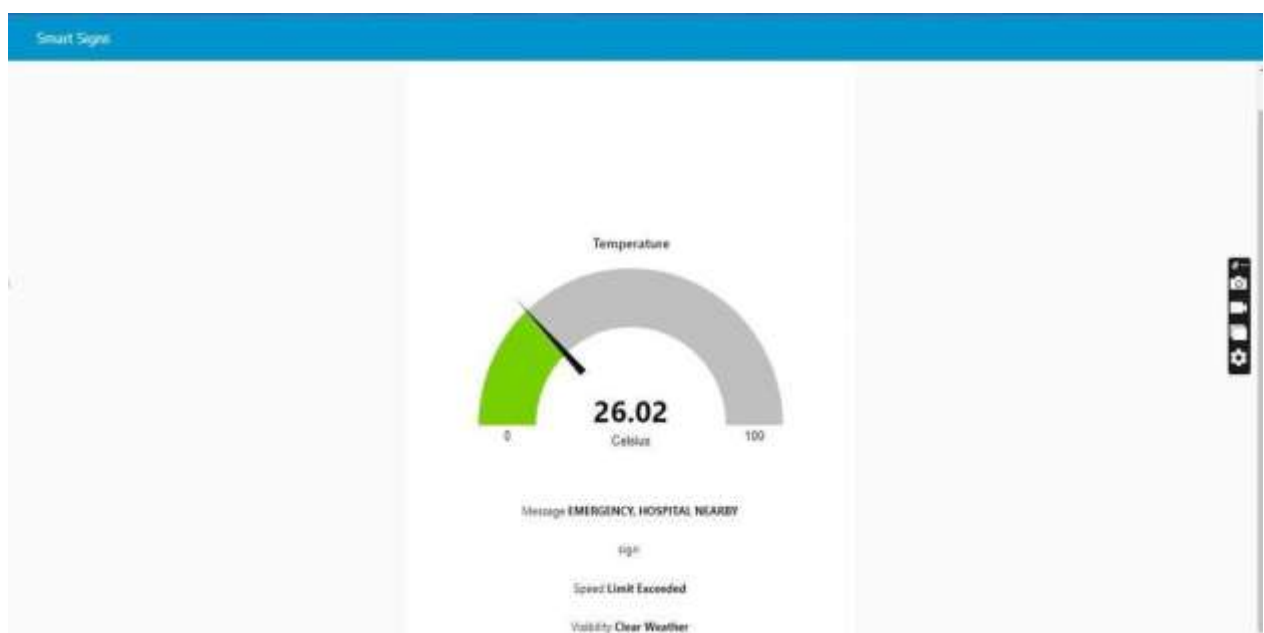 Smart Signs
Temperature
26.02
0
Celsius
100
Message EMERGENCY, HOSPITAL NEARBY
sign
Speed Limit Exceeded
Visibility Clear Weather